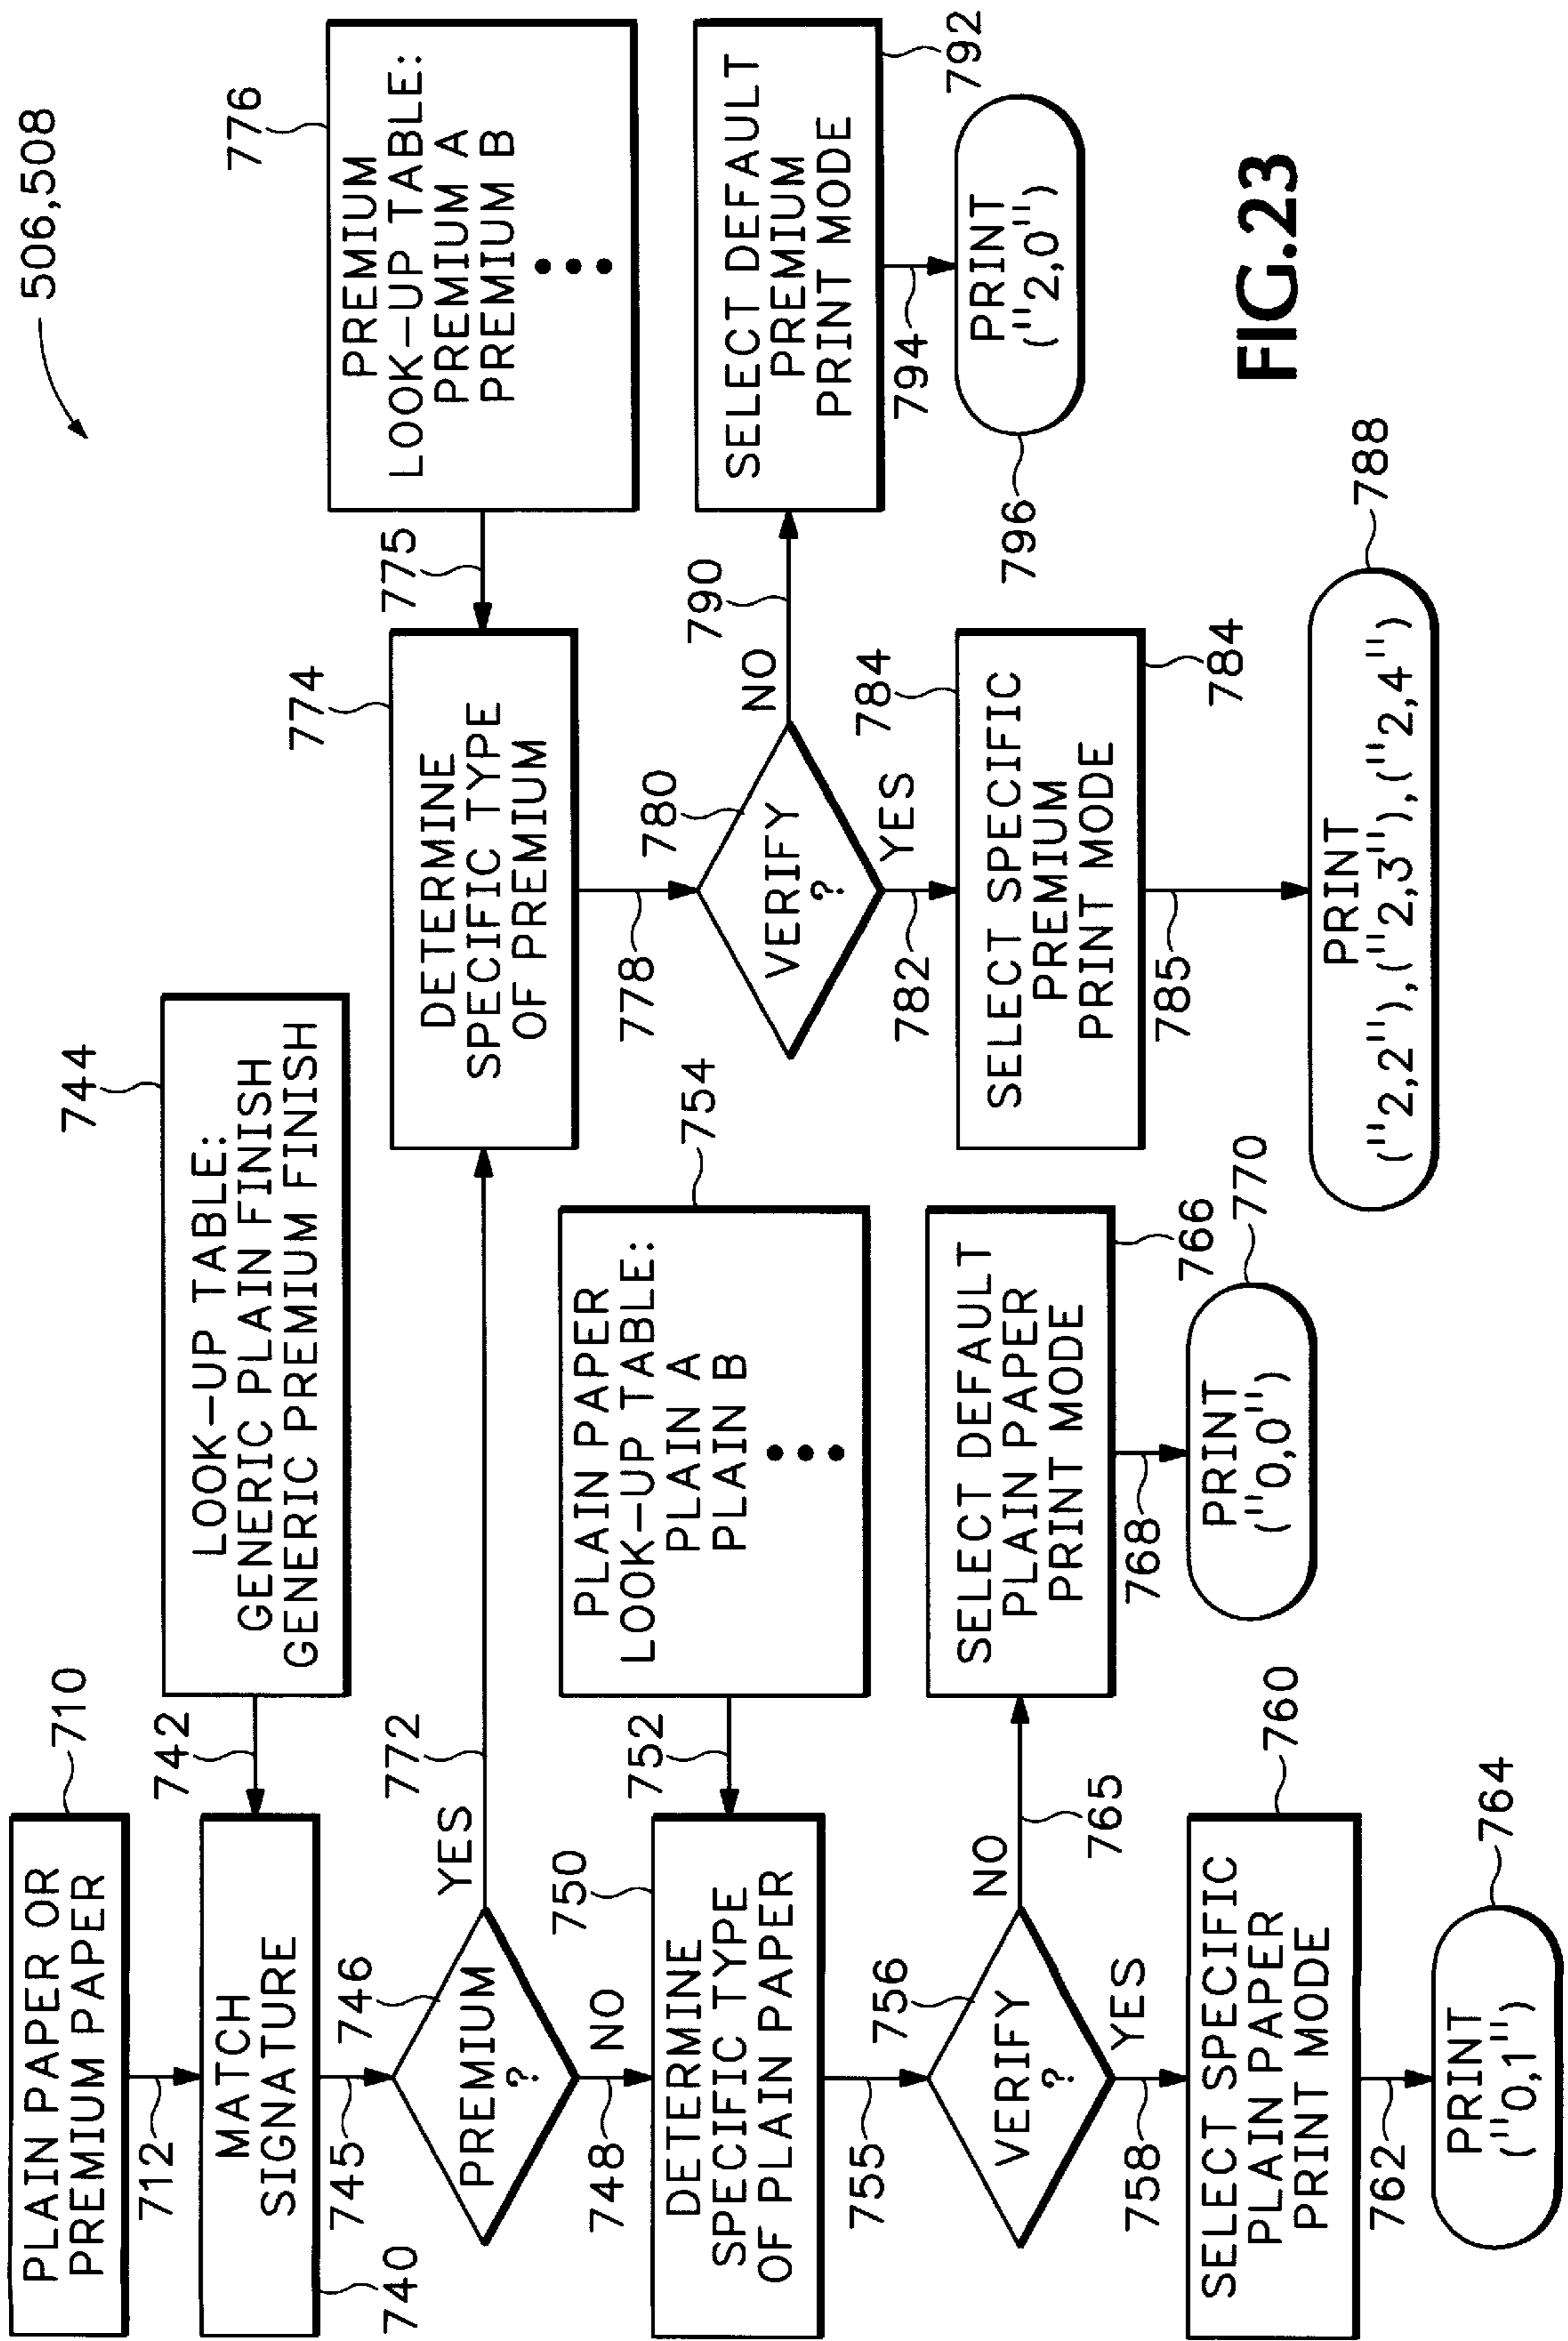 506,508
PLAIN PAPER OR
PREMIUM PAPER
710
712
MATCH
SIGNATURE
740
742
LOOK-UP TABLE:
GENERIC PLAIN FINISH
GENERIC PREMIUM FINISH
744
745
PREMIUM
?
746
YES
772
NO
748
DETERMINE
SPECIFIC TYPE
OF PLAIN PAPER
750
752
PLAIN PAPER
LOOK-UP TABLE:
PLAIN A
PLAIN B
754
755
VERIFY
?
756
NO
765
YES
758
SELECT SPECIFIC
PLAIN PAPER
PRINT MODE
760
762
PRINT
("0,1")
764
SELECT DEFAULT
PLAIN PAPER
PRINT MODE
766
768
PRINT
("0,0")
770
DETERMINE
SPECIFIC TYPE
OF PREMIUM
774
775
PREMIUM
LOOK-UP TABLE:
PREMIUM A
PREMIUM B
776
778
VERIFY
?
780
NO
790
YES
782
SELECT SPECIFIC
PREMIUM
PRINT MODE
784
784
785
PRINT
("2,2"),("2,3"),("2,4")
788
SELECT DEFAULT
PREMIUM
PRINT MODE
792
794
PRINT
("2,0")
796
FIG.23